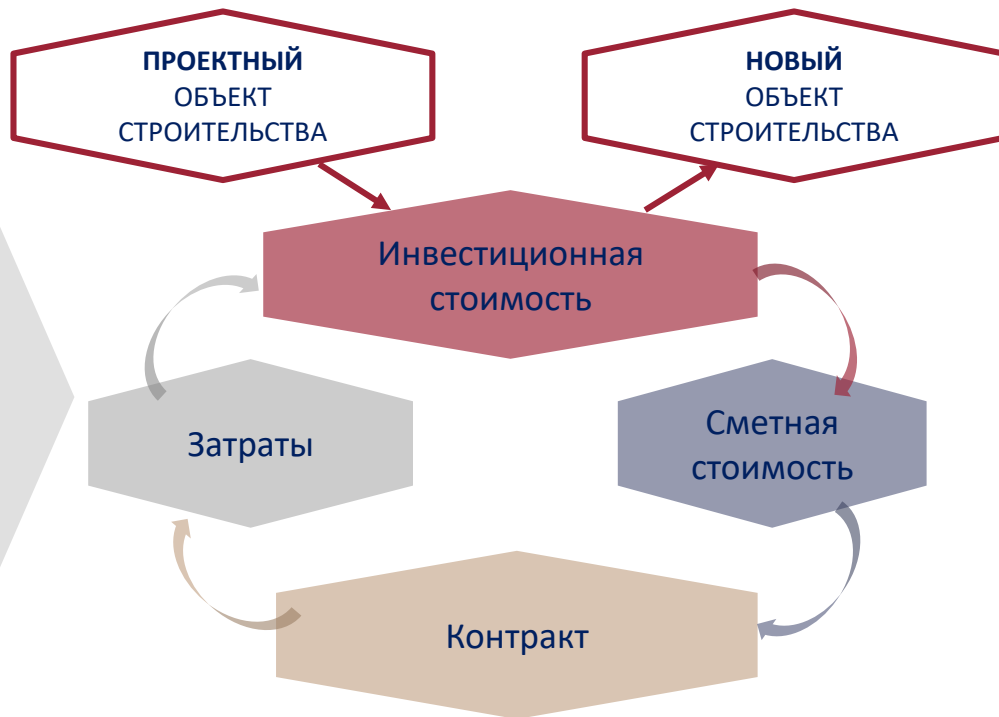 ПРОЕКТНЫЙ
ОБЪЕКТ
СТРОИТЕЛЬСТВА
НОВЫЙ
ОБЪЕКТ
СТРОИТЕЛЬСТВА
Инвестиционная
стоимость
Затраты
Сметная
стоимость
Контракт